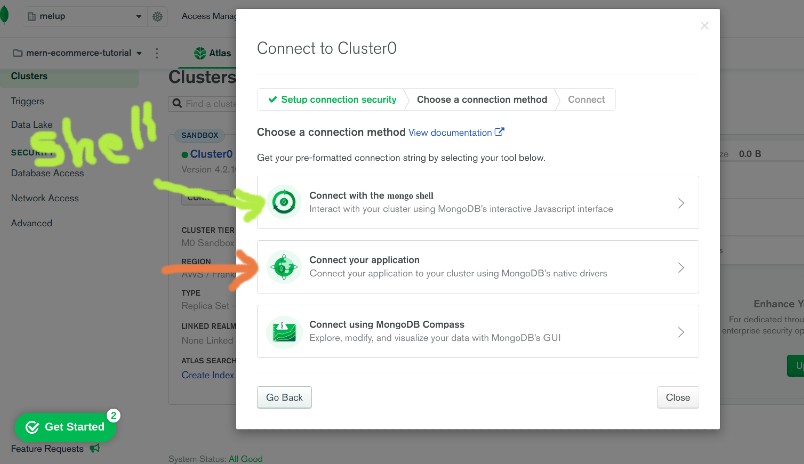 melup
Access Manag
mern-ecommerce-tutorial
Atlas
Clusters
Triggers
Data Lake
SECURITY
Database Access
Network Access
Advanced
Feature Requests
Get Started
2
Clusters
Find a cluste
SANDBOX
Cluster0
Version 4.2.1
CLUSTER TIER
M0 Sandbox
REGION
AWS / Frank
TYPE
Replica Set -
LINKED REALM
None Linked
ATLAS SEARCH
Create Index
System Status: All Good
shell
Connect to Cluster0
Setup connection security
Choose a connection method
Connect
Choose a connection method View documentation
Get your pre-formatted connection string by selecting your tool below.
Connect with the mongo shell
Interact with your cluster using MongoDB's interactive Javascript interface
Connect your application
Connect your application to your cluster using MongoDB's native drivers
Connect using MongoDB Compass
Explore, modify, and visualize your data with MongoDB's GUI
Go Back
Close
0.0 B
Enhance Y
For dedicated throu
enterprise security op